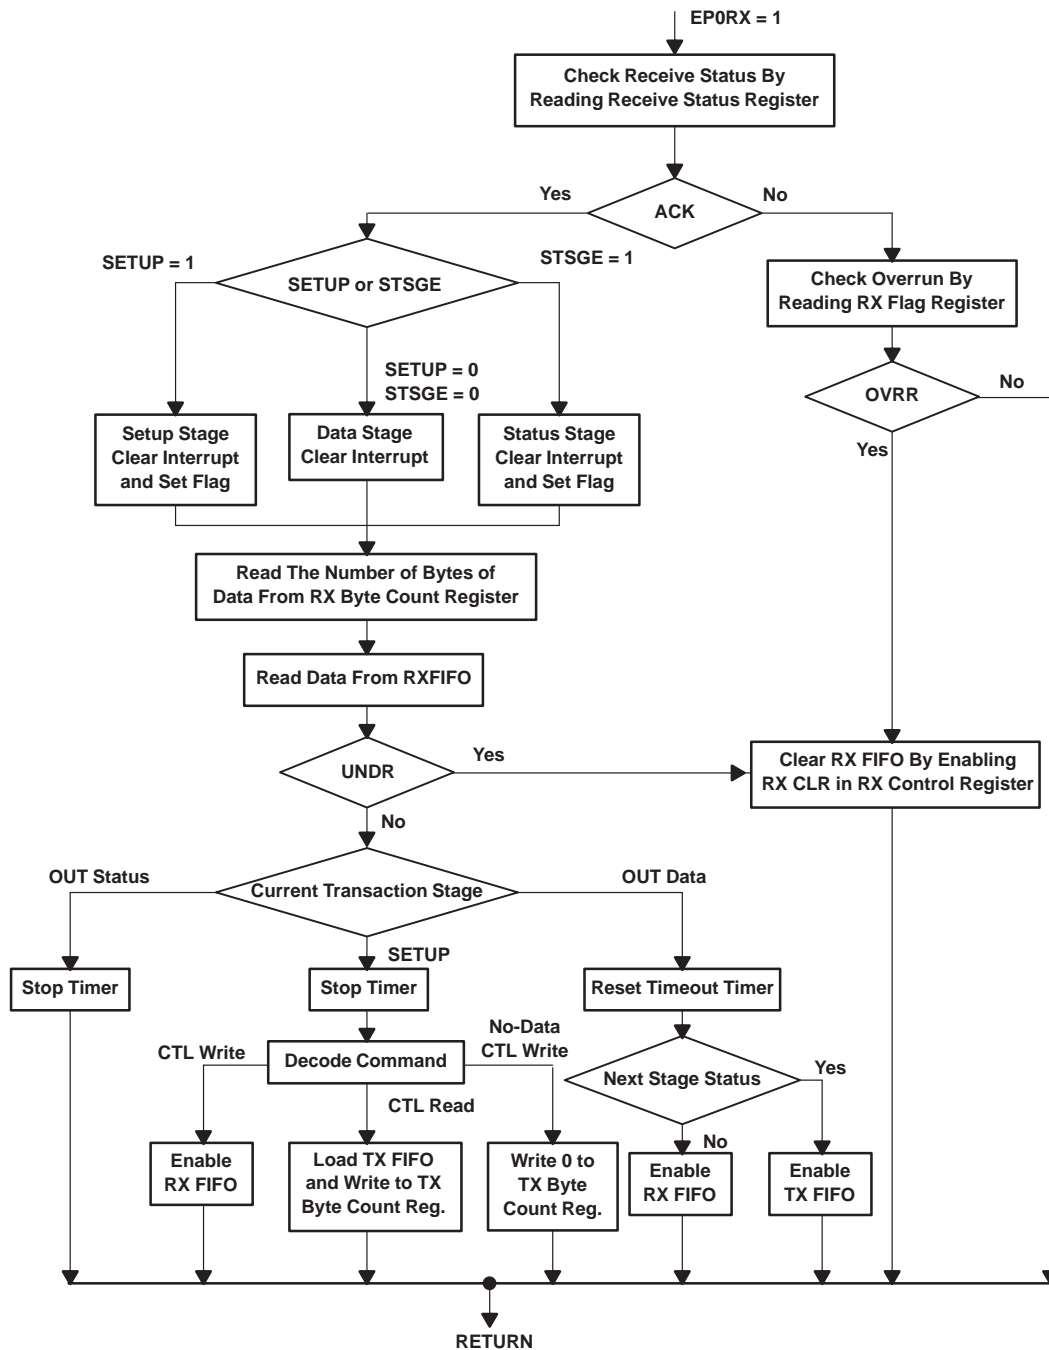 EP0RX = 1
Check Receive Status By
Reading Receive Status Register
Yes
No
ACK
SETUP = 1
STSGE = 1
SETUP or STSGE
Check Overrun By
Reading RX Flag Register
SETUP = 0
STSGE = 0
OVRR
No
Yes
Setup Stage
Clear Interrupt
and Set Flag
Data Stage
Clear Interrupt
Status Stage
Clear Interrupt
and Set Flag
Read The Number of Bytes of
Data From RX Byte Count Register
Read Data From RXFIFO
UNDR
Yes
Clear RX FIFO By Enabling
RX CLR in RX Control Register
No
OUT Status
Current Transaction Stage
OUT Data
SETUP
Stop Timer
Stop Timer
Reset Timeout Timer
CTL Write
Decode Command
No-Data
CTL Write
Next Stage Status
Yes
CTL Read
No
Enable
RX FIFO
Load TX FIFO
and Write to TX
Byte Count Reg.
Write 0 to
TX Byte
Count Reg.
Enable
RX FIFO
Enable
TX FIFO
RETURN